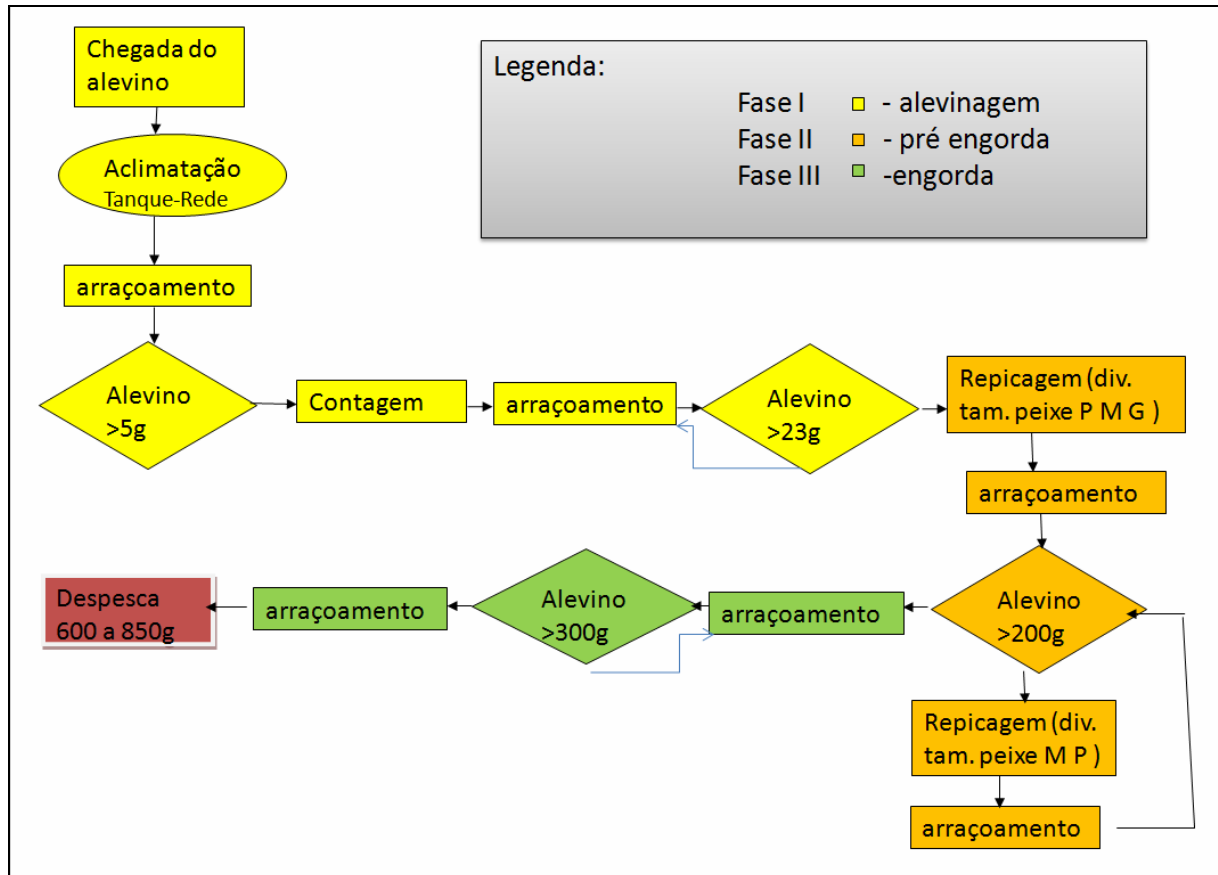 Chegada do
alevino
Legenda:
Fase I - alevinagem
Fase II - pré engorda
Fase III -engorda
Aclimatação
Tanque-Rede
arraçoamento
Alevino
>5g
Contagem
arraçoamento
Alevino
>23g
Repicagem (div.
tam. peixe P M G )
arraçoamento
Alevino
>200g
Repicagem (div.
tam. peixe M P )
arraçoamento
arraçoamento
Alevino
>300g
arraçoamento
Despesca
600 a 850g